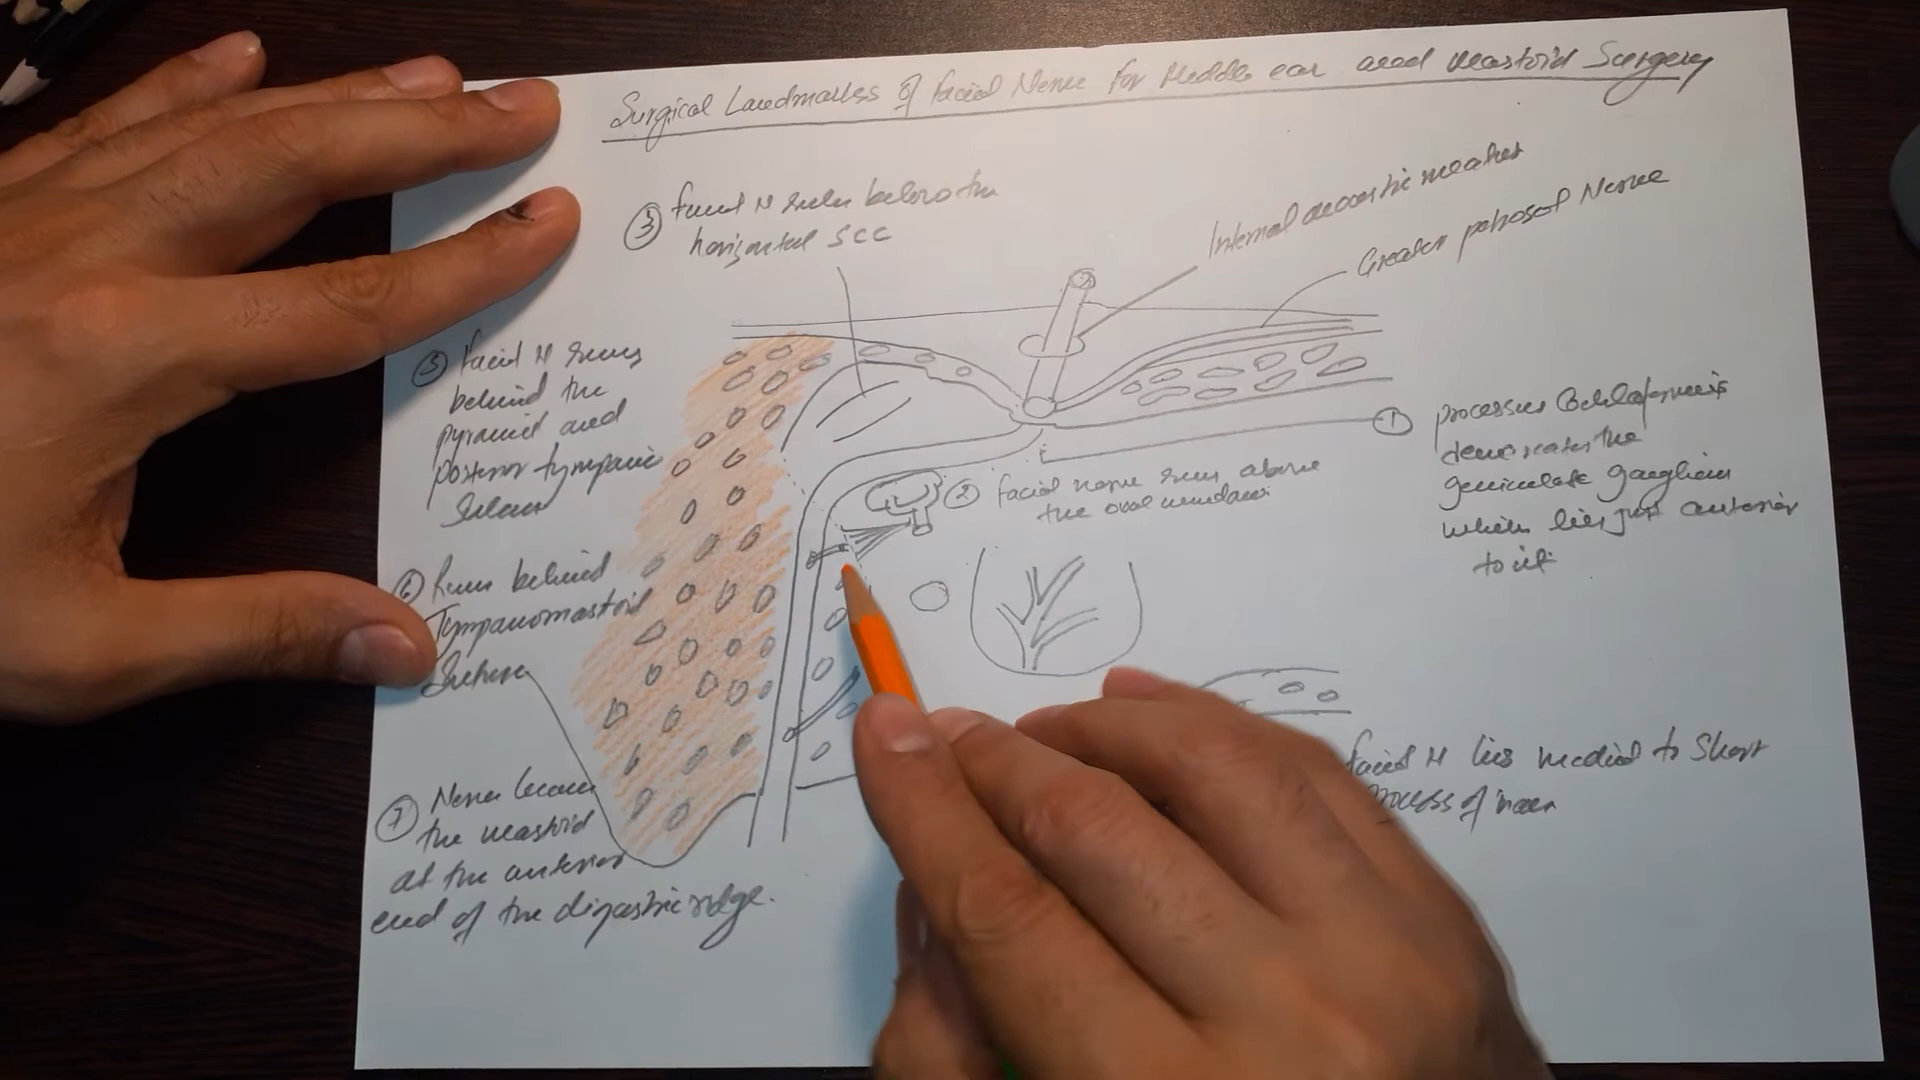 Surgical Landmarks of facial Nerve for Middle ear and Mastoid Surgery
③ facial N runs below the
horizontal SCC
Internal acoustic meatus
Greater petrosal Nerve
⑤ facial N runs
behind the
pyramid and
posterior tympanic
① processus Cochleaformis
demarcates the
geniculate ganglion
which lies just anterior
to it
② facial nerve runs above
the oval window
⑥ Runs behind
Tympanomastoid
Suture
facial N lies medial to Short
process of
⑦ Nerve leaves
the mastoid
at the anterior
end of the digastric ridge.